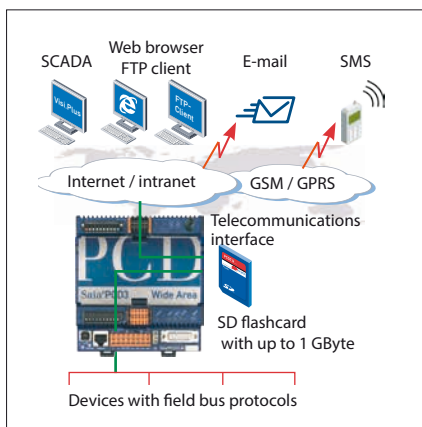 SCADA
Web browser
FTP client
E-mail
SMS
Visi.Plus
FTP-
Client
Internet / intranet
GSM / GPRS
Telecommunications
interface
PCD
Saia®PCD3 Wide Area
SD flashcard
with up to 1 GByte
Devices with field bus protocols